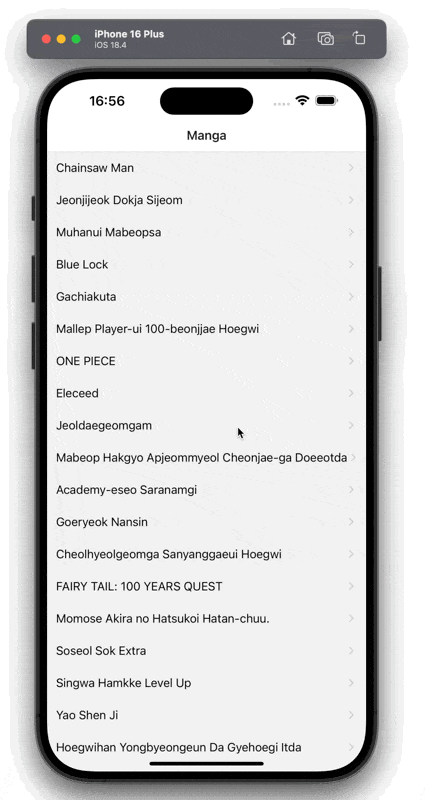 iPhone 16 Plus
iOS 18.4
16:56
Manga
Chainsaw Man
Jeonjijeok Dokja Sijeom
Muhanui Mabeopsa
Blue Lock
Gachiakuta
Mallep Player-ui 100-beonjjae Hoegwi
ONE PIECE
Eleceed
Jeoldaegeomgam
Mabeop Hakgyo Apjeommyeol Cheonjae-ga Doeeotda
Academy-eseo Saranamgi
Goeryeok Nansin
Cheolhyeolgeomga Sanyanggaeui Hoegwi
FAIRY TAIL: 100 YEARS QUEST
Momose Akira no Hatsukoi Hatan-chuu.
Soseol Sok Extra
Singwa Hamkke Level Up
Yao Shen Ji
Hoegwihan Yongbyeongeun Da Gyehoegi Itda